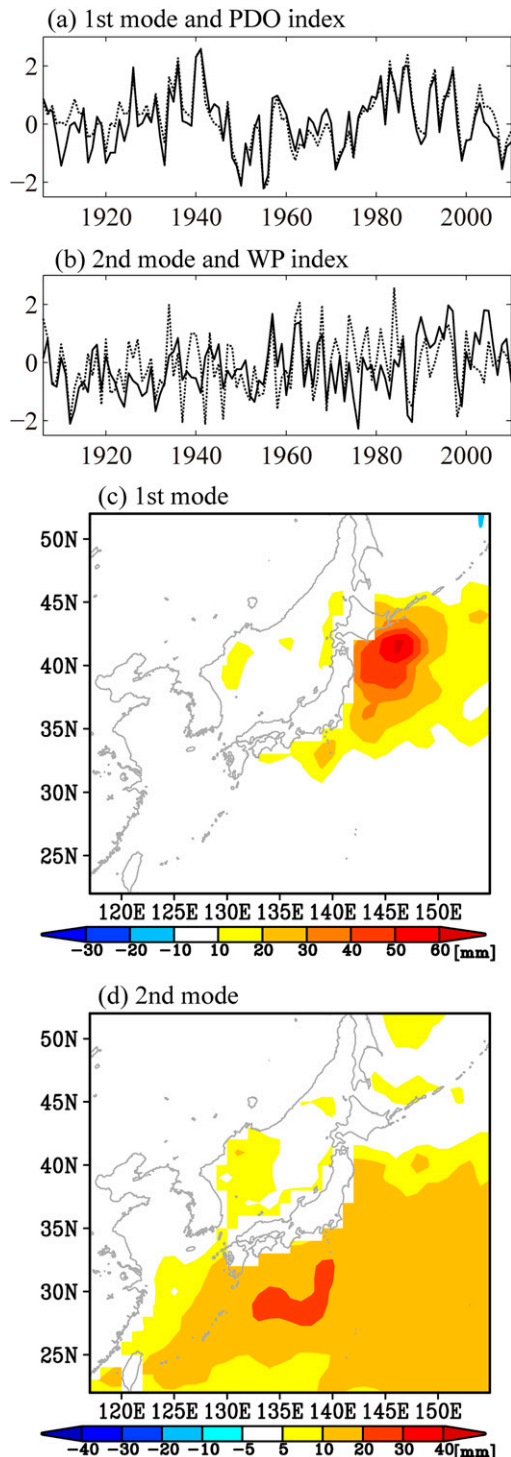 (a) 1st mode and PDO index
2
0
−2
1920 1940 1960 1980 2000
(b) 2nd mode and WP index
2
0
−2
1920 1940 1960 1980 2000
(c) 1st mode
50N
45N
40N
35N
30N
25N
120E 125E 130E 135E 140E 145E 150E
-30 -20 -10 10 20 30 40 50 60 [mm]
(d) 2nd mode
50N
45N
40N
35N
30N
25N
120E 125E 130E 135E 140E 145E 150E
-40 -30 -20 -10 -5 5 10 20 30 40 [mm]